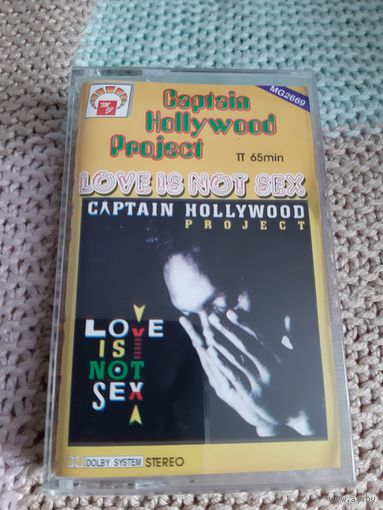 MG
MG2669
Captain
Hollywood
Project
TT 65min
LOVE IS NOT SEX
CAPTAIN HOLLYWOOD
PROJECT
LOVE
IS
NOT
SEX
DOLBY SYSTEM STEREO